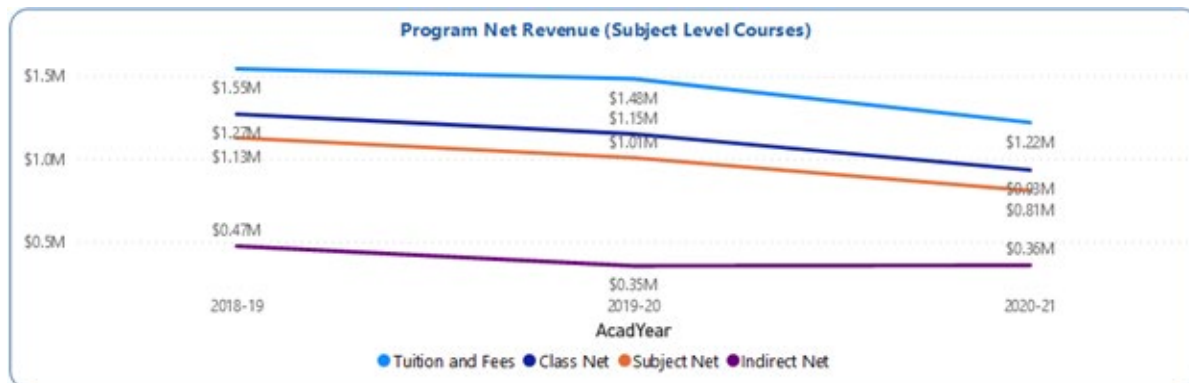 Program Net Revenue (Subject Level Courses)
$1.5M
$1.55M
$1.48M
$1.15M
$1.27M
$1.01M
$1.22M
$1.0M
$1.13M
$0.93M
$0.81M
$0.5M
$0.47M
$0.36M
$0.35M
2018-19
2019-20
2020-21
AcadYear
Tuition and Fees Class Net Subject Net Indirect Net